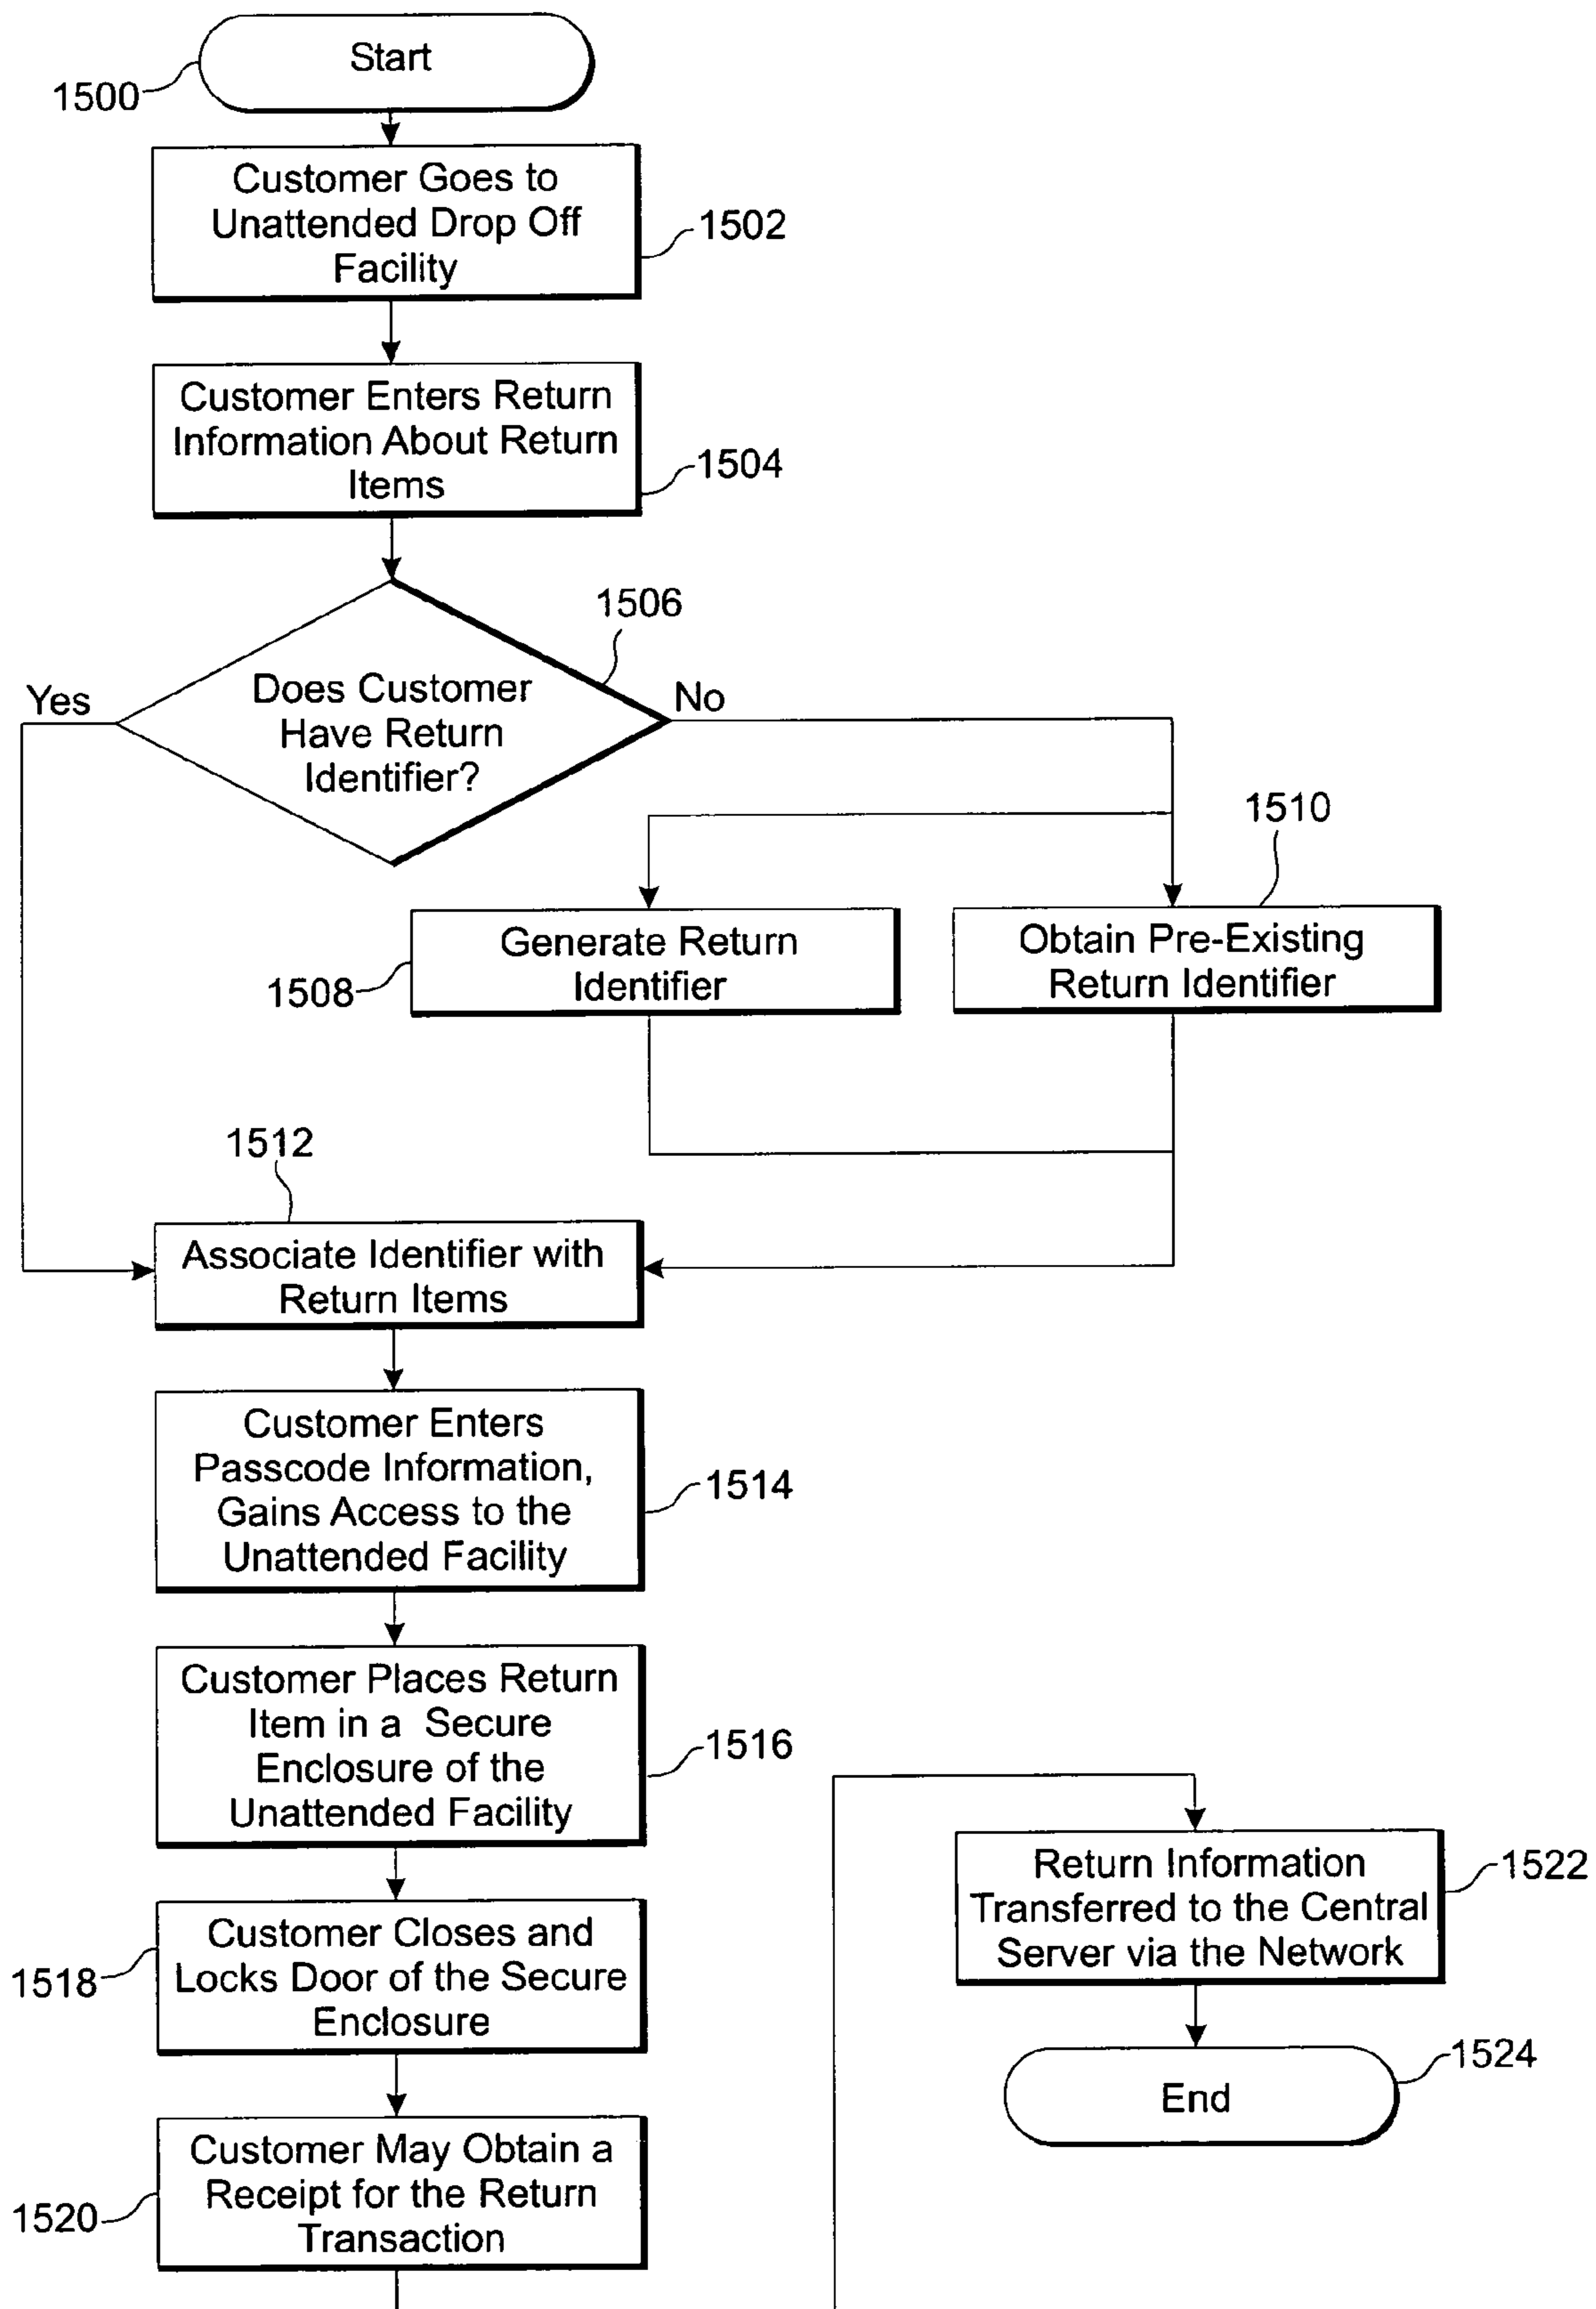 Start
1500
Customer Goes to
Unattended Drop Off
Facility
1502
Customer Enters Return
Information About Return
Items
1504
1506
Does Customer
Have Return
Identifier?
Yes
No
1510
Generate Return
Identifier
1508
Obtain Pre-Existing
Return Identifier
1512
Associate Identifier with
Return Items
Customer Enters
Passcode Information,
Gains Access to the
Unattended Facility
1514
Customer Places Return
Item in a Secure
Enclosure of the
Unattended Facility
1516
Customer Closes and
Locks Door of the Secure
Enclosure
1518
Customer May Obtain a
Receipt for the Return
Transaction
1520
Return Information
Transferred to the Central
Server via the Network
1522
End
1524